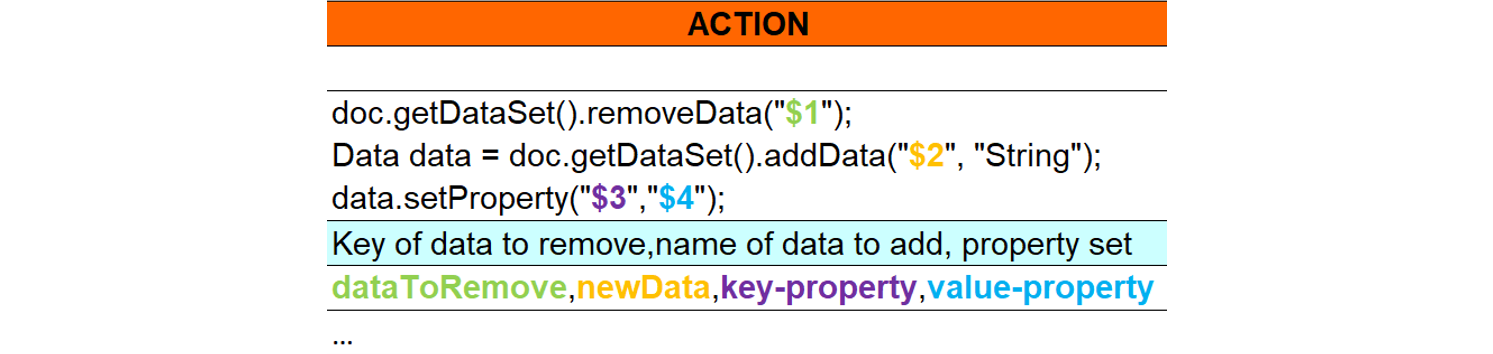 ACTION
doc.getDataSet().removeData("$1");
Data data = doc.getDataSet().addData("$2", "String");
data.setProperty("$3","$4");
Key of data to remove,name of data to add, property set
dataToRemove,newData,key-property,value-property
...